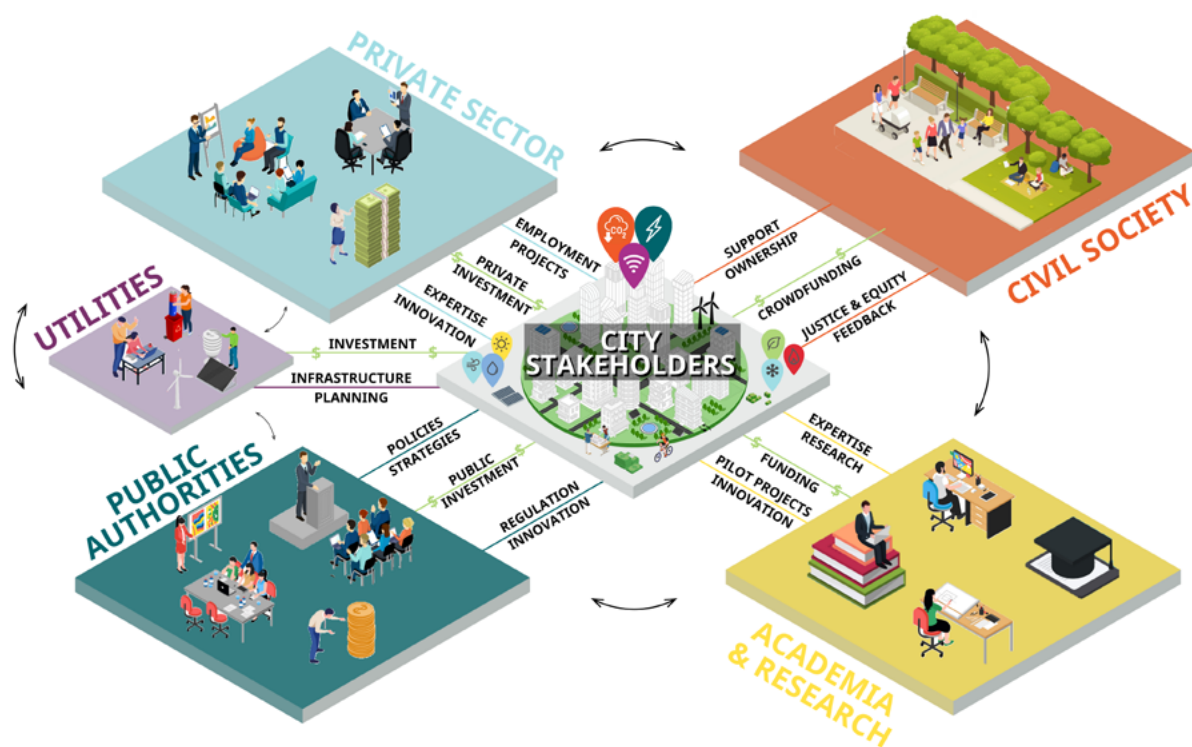 PRIVATE SECTOR
CIVIL SOCIETY
UTILITIES
PUBLIC
AUTHORITIES
ACADEMIA
& RESEARCH
CITY
STAKEHOLDERS
CO2
EMPLOYMENT
PROJECTS
$ PRIVATE $
INVESTMENT
EXPERTISE
INNOVATION
$ INVESTMENT $
INFRASTRUCTURE
PLANNING
POLICIES
STRATEGIES
$ PUBLIC $
INVESTMENT
REGULATION
INNOVATION
SUPPORT
OWNERSHIP
$ CROWDFUNDING $
JUSTICE & EQUITY
FEEDBACK
EXPERTISE
RESEARCH
$ FUNDING $
PILOT PROJECTS
INNOVATION